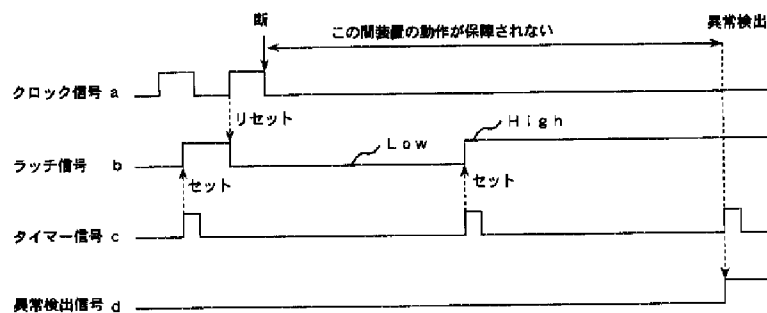 断
この間装置の動作が保障されない
異常検出
クロック信号 a
リセット
Low
High
ラッチ信号 b
セット
セット
タイマー信号 c
異常検出信号 d